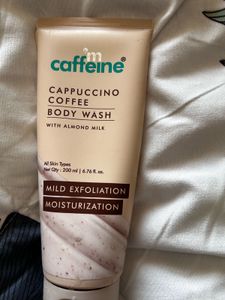 'm
caffeine®
CAPPUCCINO
COFFEE
BODY WASH
WITH ALMOND MILK
All Skin Types
Net Qty : 200 ml | 6.76 fl. oz.
MILD EXFOLIATION
MOISTURIZATION